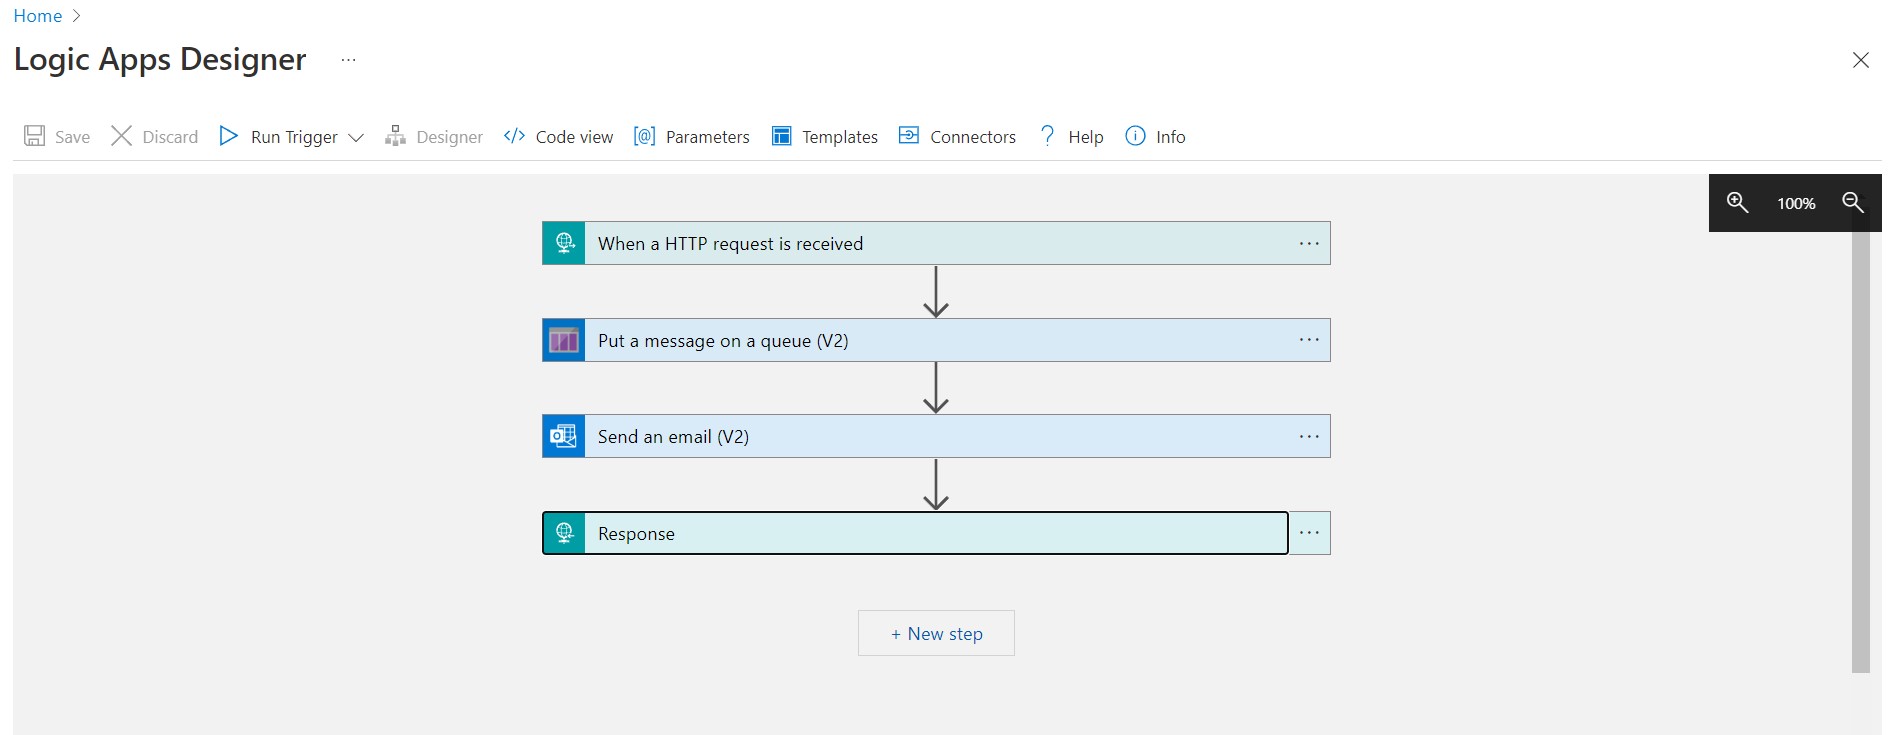 Home >
Logic Apps Designer ...
Save Discard Run Trigger Designer </> Code view [@] Parameters Templates Connectors ? Help Info
100%
When a HTTP request is received ...
Put a message on a queue (V2) ...
Send an email (V2) ...
Response ...
+ New step